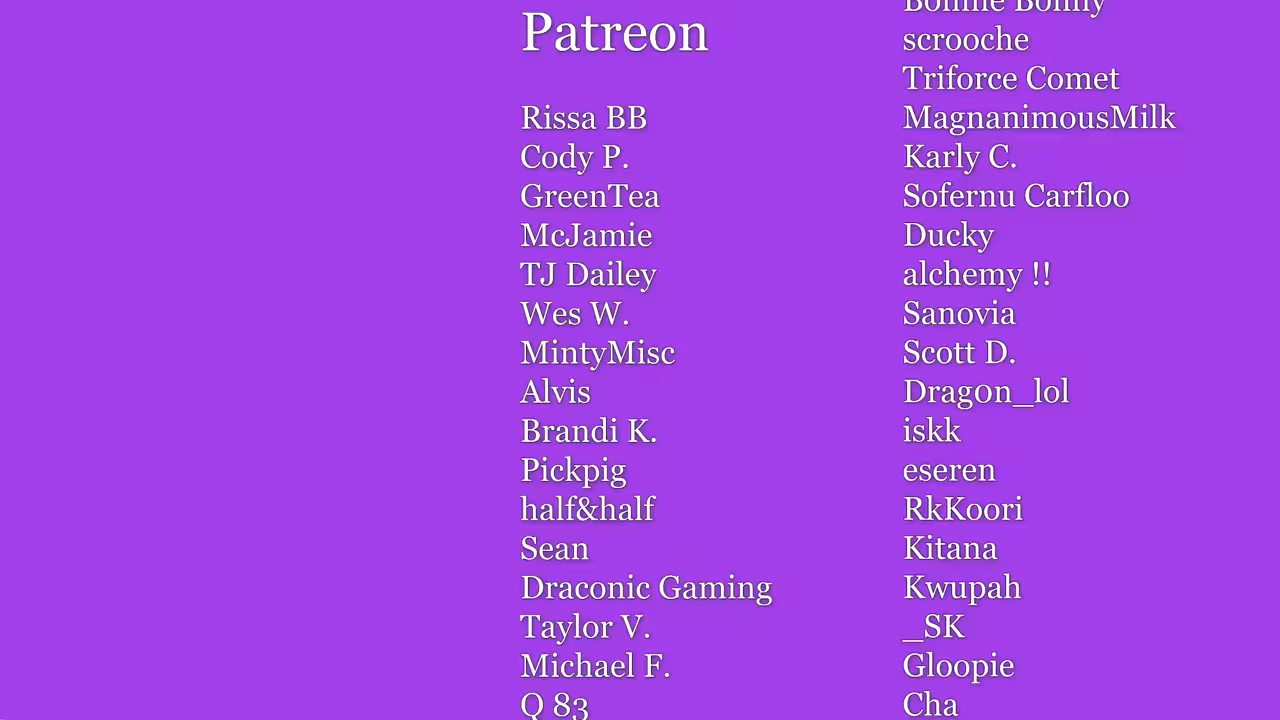 Patreon
Rissa BB
Cody P.
GreenTea
McJamie
TJ Dailey
Wes W.
MintyMisc
Alvis
Brandi K.
Pickpig
half&half
Sean
Draconic Gaming
Taylor V.
Michael F.
Q 83
Bonnie Bonny
scrooche
Triforce Comet
MagnanimousMilk
Karly C.
Sofernu Carfloo
Ducky
alchemy !!
Sanovia
Scott D.
Drag0n_lol
iskk
eseren
RkKoori
Kitana
Kwupah
_SK
Gloopie
Cha